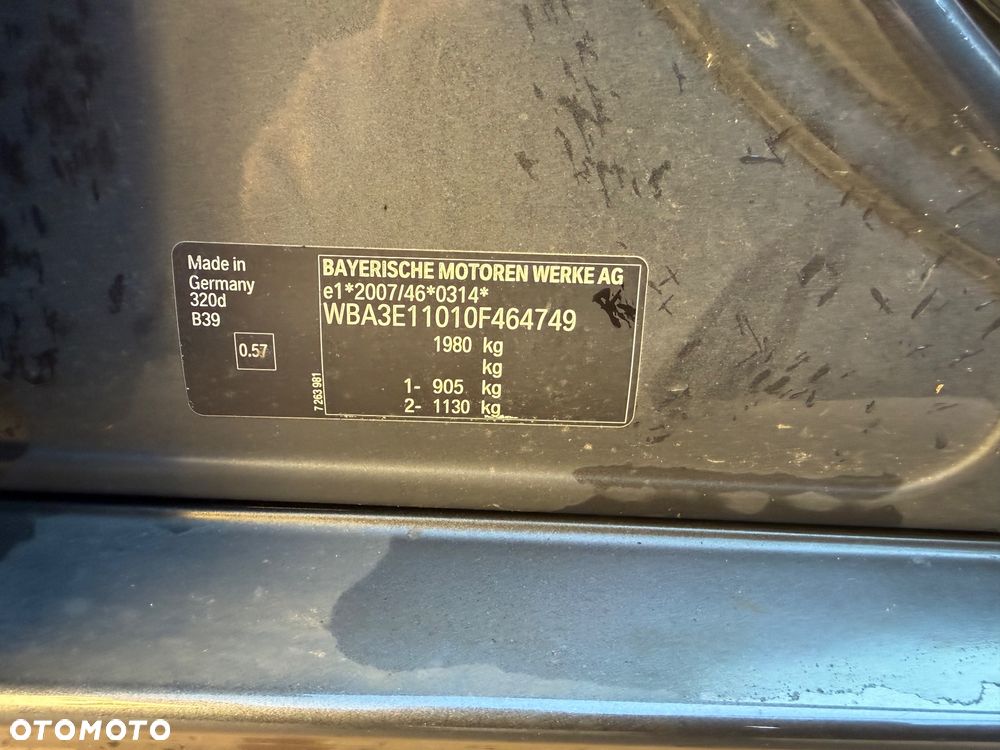 Made in
Germany
320d
B39
0.57
7 263 981
BAYERISCHE MOTOREN WERKE AG
e1*2007/46*0314*
WBA3E11010F464749
1980 kg
kg
1- 905 kg
2- 1130 kg
OTOMOTO